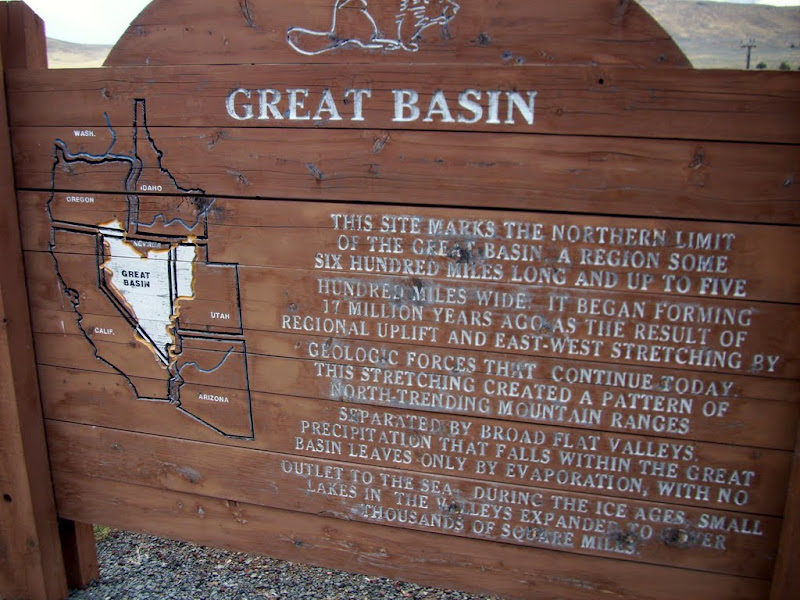 GREAT BASIN
WASH.
IDAHO
OREGON
NEVADA
GREAT
BASIN
UTAH
CALIF.
ARIZONA
THIS SITE MARKS THE NORTHERN LIMIT
OF THE GREAT BASIN, A REGION SOME
SIX HUNDRED MILES LONG AND UP TO FIVE
HUNDRED MILES WIDE. IT BEGAN FORMING
17 MILLION YEARS AGO AS THE RESULT OF
REGIONAL UPLIFT AND EAST-WEST STRETCHING BY
GEOLOGIC FORCES THAT CONTINUE TODAY.
THIS STRETCHING CREATED A PATTERN OF
NORTH-TRENDING MOUNTAIN RANGES
SEPARATED BY BROAD FLAT VALLEYS.
PRECIPITATION THAT FALLS WITHIN THE GREAT
BASIN LEAVES ONLY BY EVAPORATION, WITH NO
OUTLET TO THE SEA. DURING THE ICE AGES, SMALL
LAKES IN THE VALLEYS EXPANDED TO COVER
THOUSANDS OF SQUARE MILES.